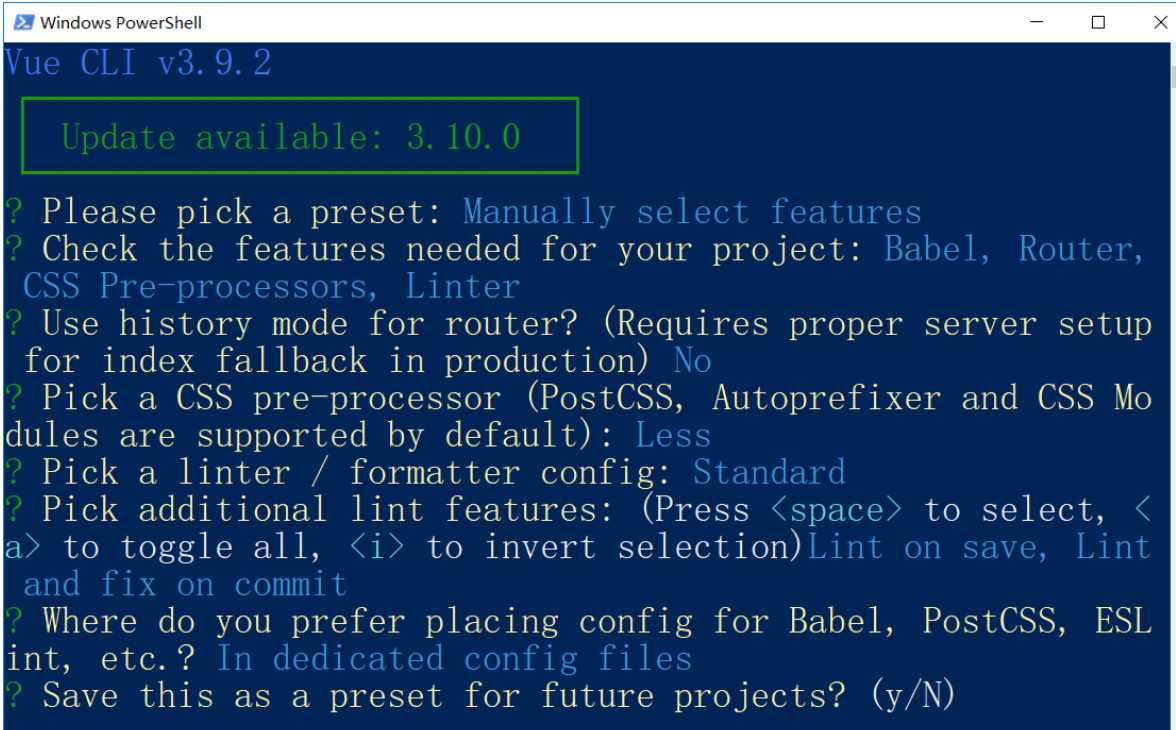 Windows PowerShell
Vue CLI v3.9.2
Update available: 3.10.0
? Please pick a preset: Manually select features
? Check the features needed for your project: Babel, Router,
CSS Pre-processors, Linter
? Use history mode for router? (Requires proper server setup
for index fallback in production) No
? Pick a CSS pre-processor (PostCSS, Autoprefixer and CSS Mo
dules are supported by default): Less
? Pick a linter / formatter config: Standard
? Pick additional lint features: (Press <space> to select, <
a> to toggle all, <i> to invert selection)Lint on save, Lint
and fix on commit
? Where do you prefer placing config for Babel, PostCSS, ESL
int, etc.? In dedicated config files
? Save this as a preset for future projects? (y/N)